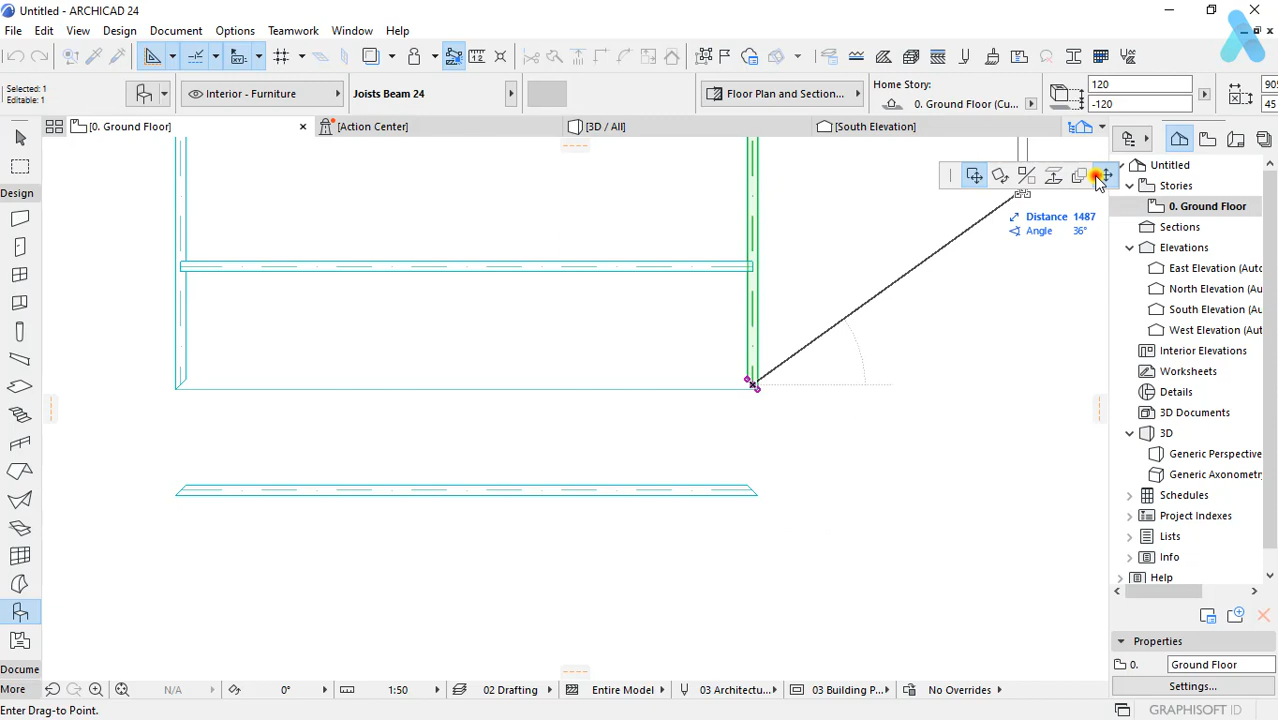 Untitled - ARCHICAD 24
File Edit View Design Document Options Teamwork Window Help
Selected: 1
Editable: 1
Interior - Furniture
Joists Beam 24
Floor Plan and Section...
Home Story:
0. Ground Floor (Cu...
120
-120
905
45
[0. Ground Floor]
[Action Center]
[3D / All]
[South Elevation]
Design
Distance 1487
Angle 36°
Untitled
Stories
0. Ground Floor
Sections
Elevations
East Elevation (Au
North Elevation (Au
South Elevation (Au
West Elevation (Aut
Interior Elevations
Worksheets
Details
3D Documents
3D
Generic Perspective
Generic Axonometr
Schedules
Project Indexes
Lists
Info
Help
Properties
0. Ground Floor
Settings...
Docume
More
N/A
0°
1:50
02 Drafting
Entire Model
03 Architectu...
03 Building P...
No Overrides
Enter Drag-to Point.
GRAPHISOFT ID